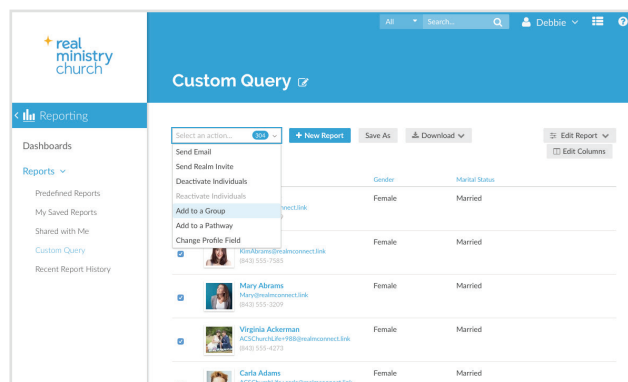 All
Search...
Debbie
real
ministry
church
Custom Query
Reporting
Dashboards
Reports
Predefined Reports
My Saved Reports
Shared with Me
Custom Query
Recent Report History
Select an action... 304
+ New Report
Save As
Download
Edit Report
Edit Columns
Send Email
Send Realm Invite
Deactivate Individuals
Reactivate Individuals
Add to a Group
Add to a Pathway
Change Profile Field
Gender
Marital Status
Female
Married
KimAbrams@realmconnect.link
(843) 555-7585
Female
Married
Mary Abrams
Mary@realmconnect.link
(843) 555-3209
Female
Married
Virginia Ackerman
ACSChurchLife+988@realmconnect.link
(843) 555-4273
Female
Married
Carla Adams
Female
Married